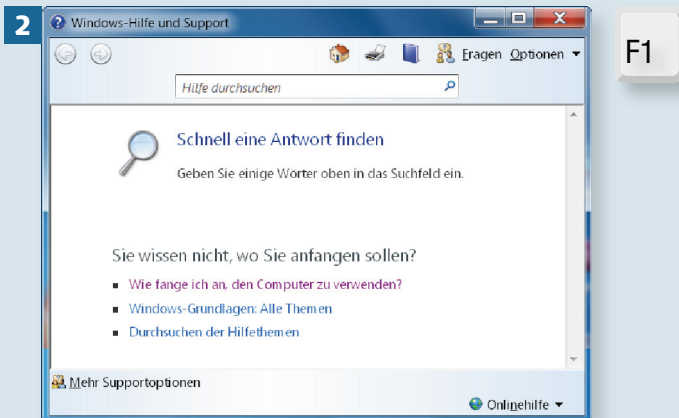 2
Windows-Hilfe und Support
Fragen Optionen
Hilfe durchsuchen
Schnell eine Antwort finden
Geben Sie einige Wörter oben in das Suchfeld ein.
Sie wissen nicht, wo Sie anfangen sollen?
Wie fange ich an, den Computer zu verwenden?
Windows-Grundlagen: Alle Themen
Durchsuchen der Hilfethemen
Mehr Supportoptionen
Onlinehilfe
F1